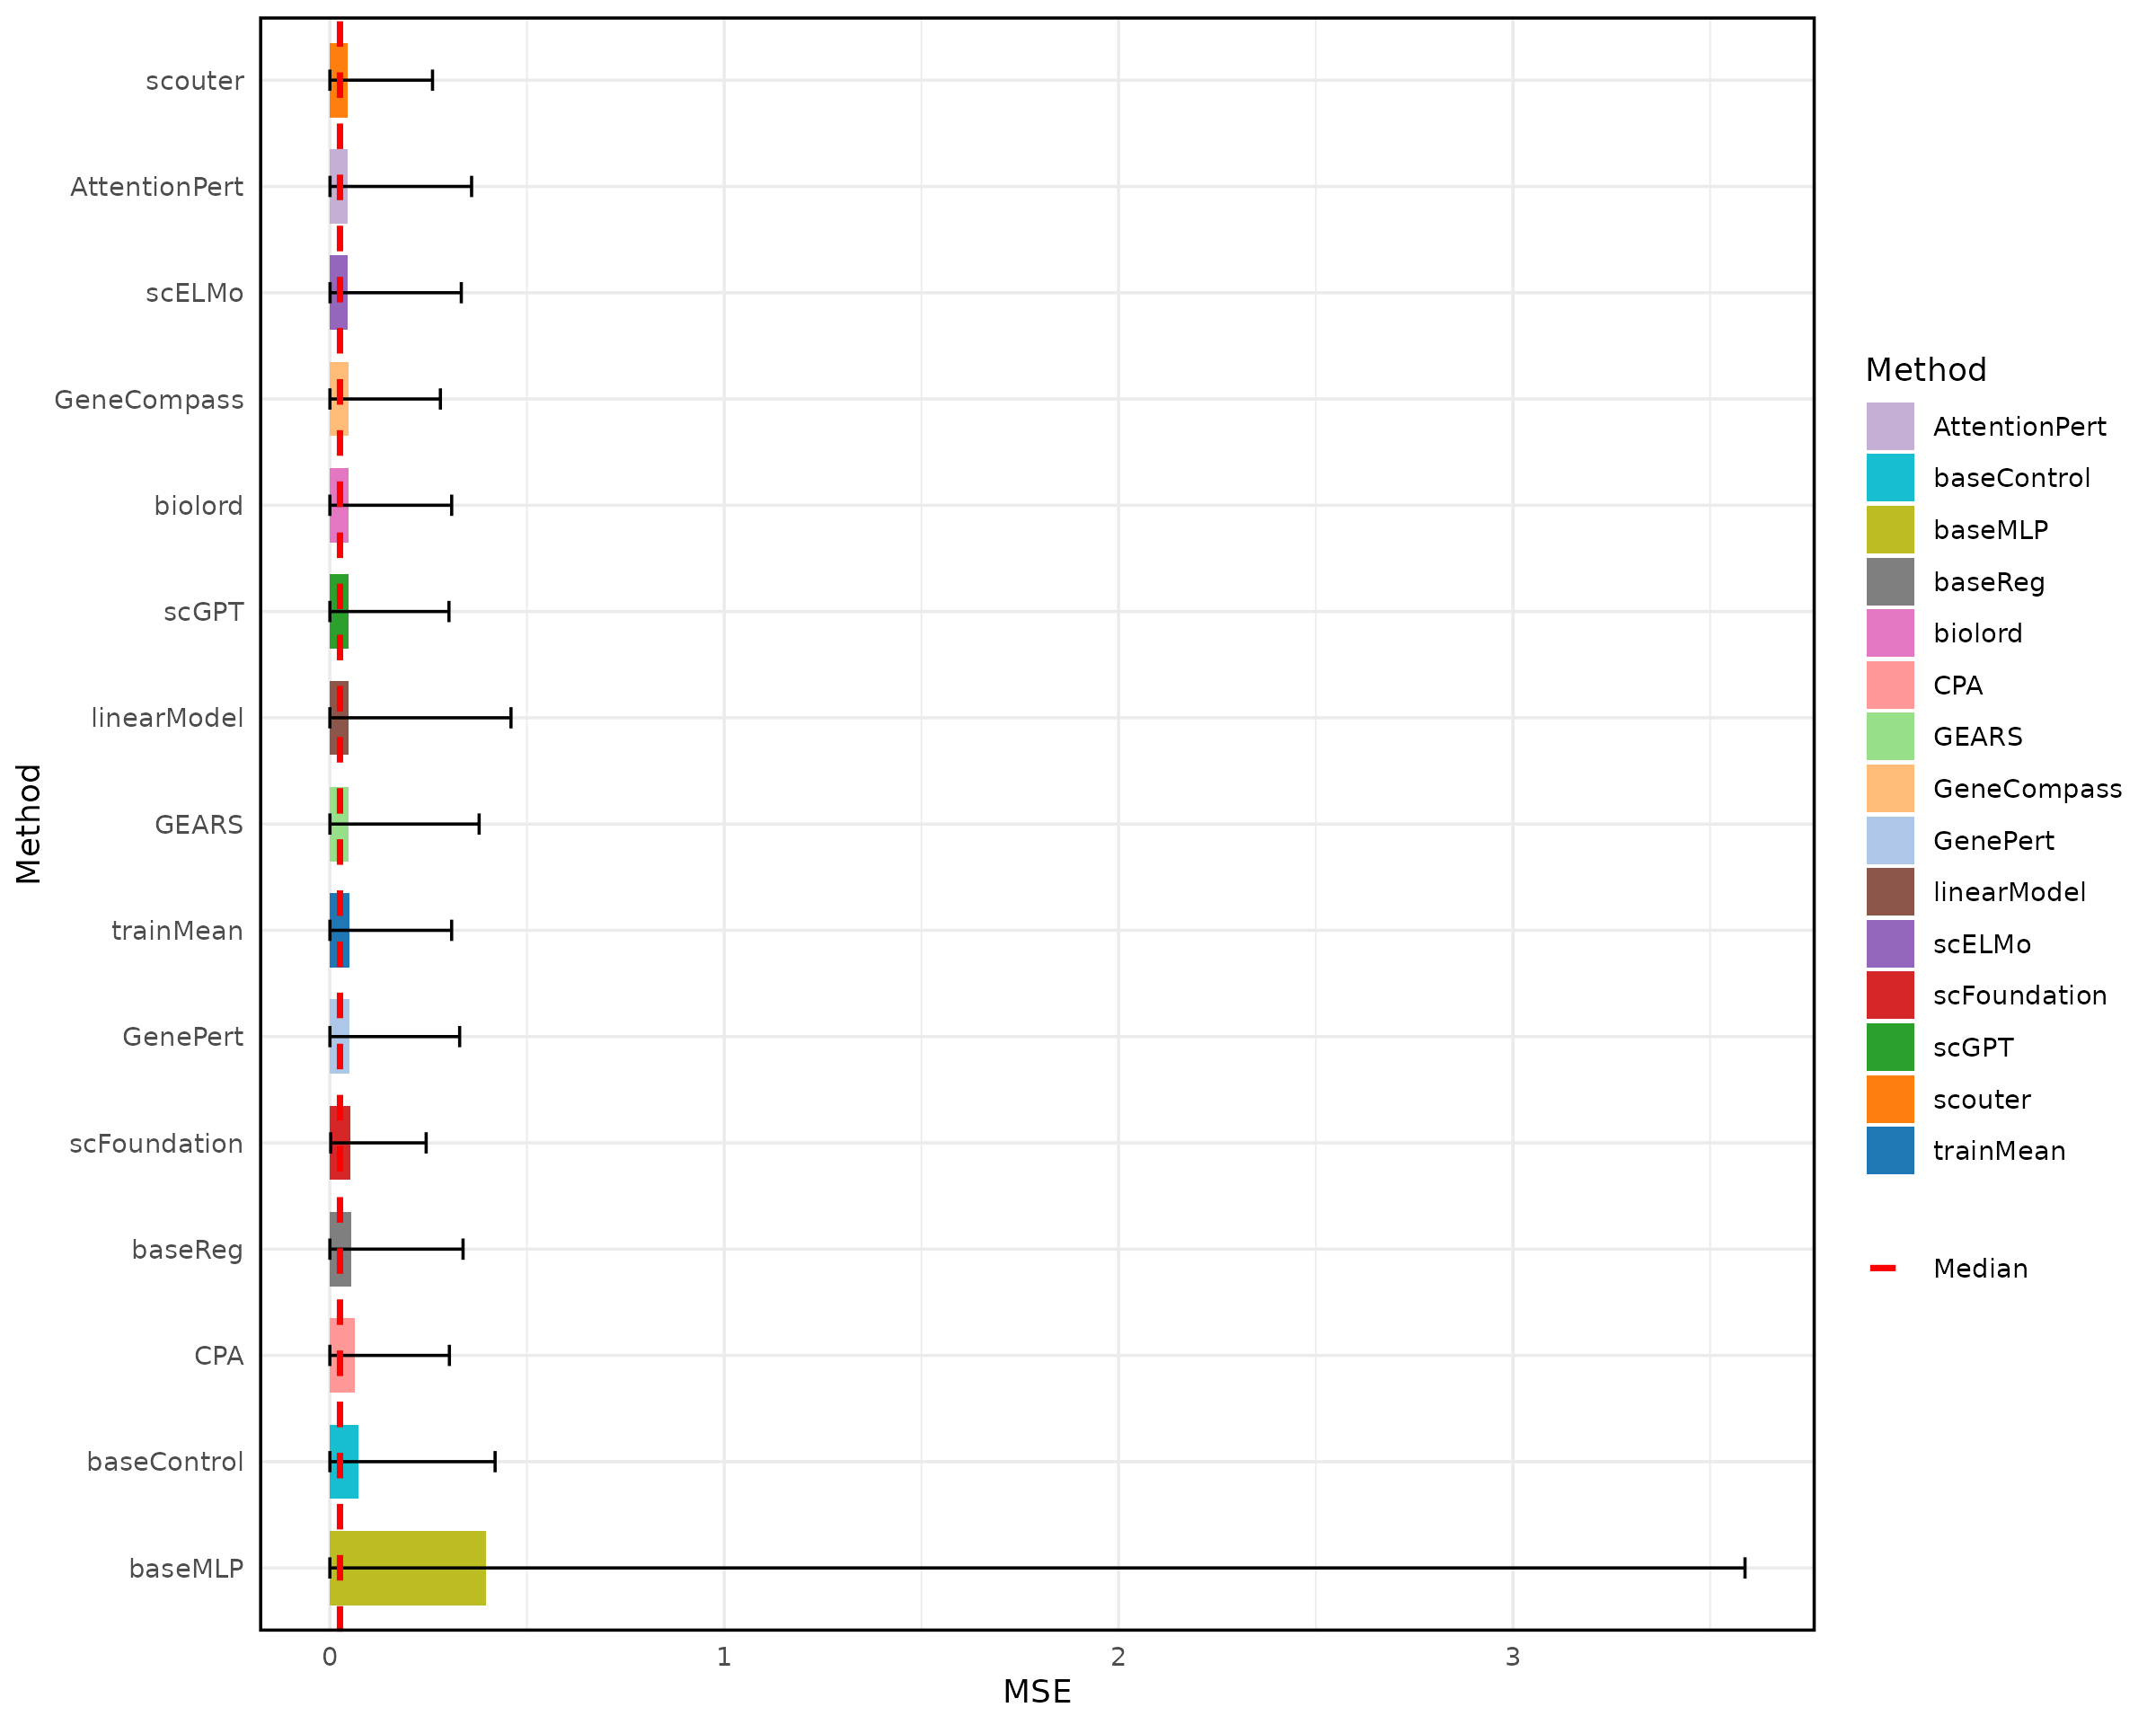 Method
scouter
AttentionPert
scELMo
GeneCompass
biolord
scGPT
linearModel
GEARS
trainMean
GenePert
scFoundation
baseReg
CPA
baseControl
baseMLP
0 1 2 3
MSE
Method
AttentionPert
baseControl
baseMLP
baseReg
biolord
CPA
GEARS
GeneCompass
GenePert
linearModel
scELMo
scFoundation
scGPT
scouter
trainMean
Median